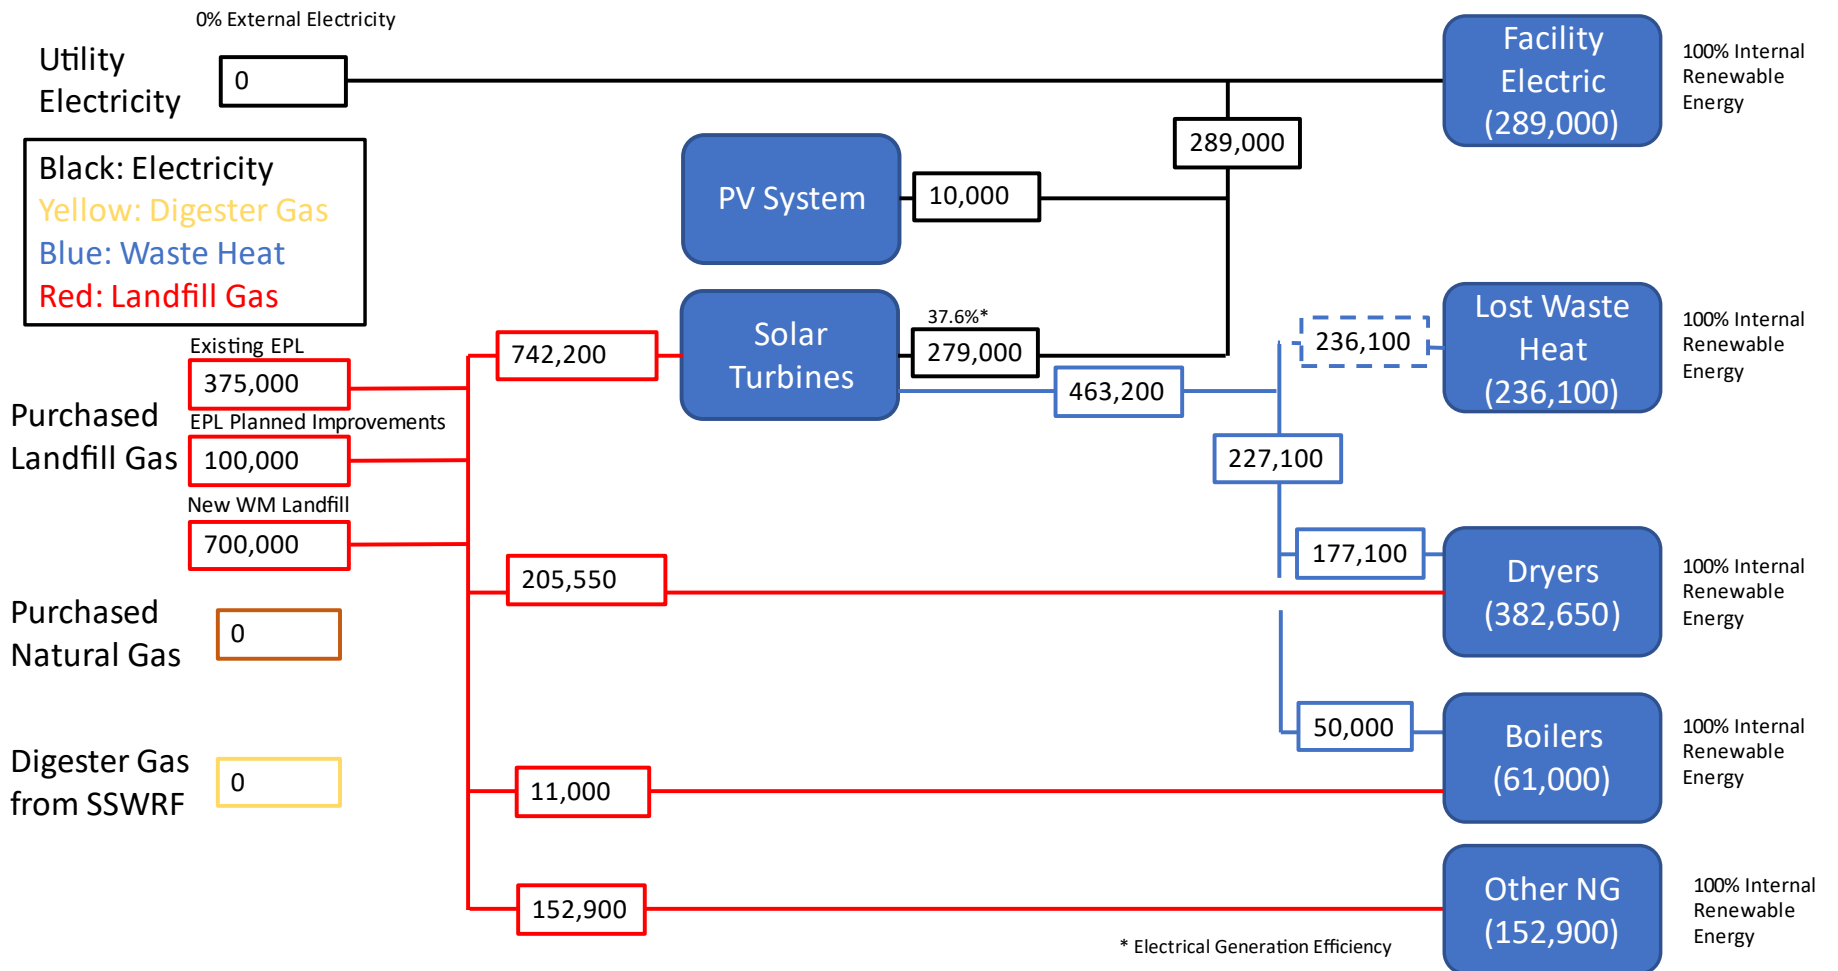 0% External Electricity
Utility
Electricity
0
Facility
Electric
(289,000)
100% Internal
Renewable
Energy
289,000
Black: Electricity
Yellow: Digester Gas
Blue: Waste Heat
Red: Landfill Gas
PV System
10,000
Solar
Turbines
37.6%*
279,000
463,200
236,100
Lost Waste
Heat
(236,100)
100% Internal
Renewable
Energy
742,200
Existing EPL
375,000
Purchased
Landfill Gas
EPL Planned Improvements
100,000
New WM Landfill
700,000
227,100
205,550
177,100
Dryers
(382,650)
100% Internal
Renewable
Energy
Purchased
Natural Gas
0
50,000
Boilers
(61,000)
100% Internal
Renewable
Energy
Digester Gas
from SSWRF
0
11,000
152,900
Other NG
(152,900)
100% Internal
Renewable
Energy
* Electrical Generation Efficiency